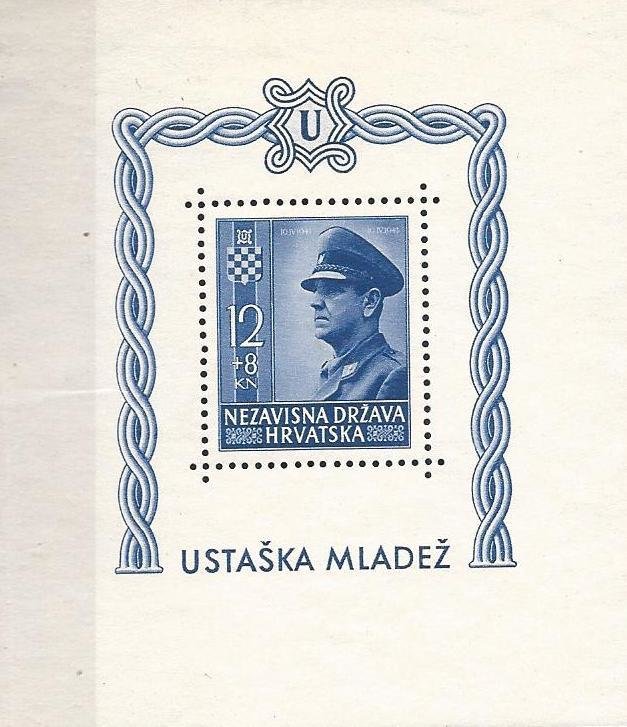 U
10.IV.1941 10.IV.1943
12
+8
KN
NEZAVISNA DRŽAVA
HRVATSKA
USTAŠKA MLADEŽ